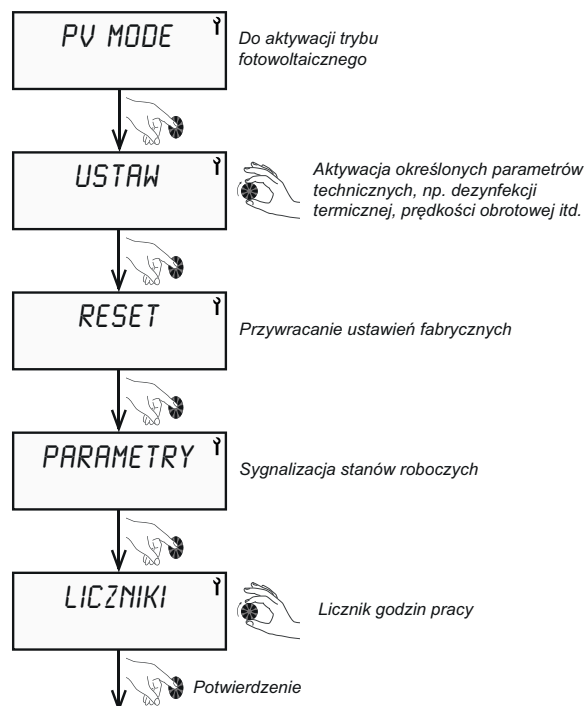 PV MODE
Do aktywacji trybu
fotowoltaicznego
USTAW
Aktywacja określonych parametrów
technicznych, np. dezynfekcji
termicznej, prędkości obrotowej itd.
RESET
Przywracanie ustawień fabrycznych
PARAMETRY
Sygnalizacja stanów roboczych
LICZNIKI
Licznik godzin pracy
Potwierdzenie